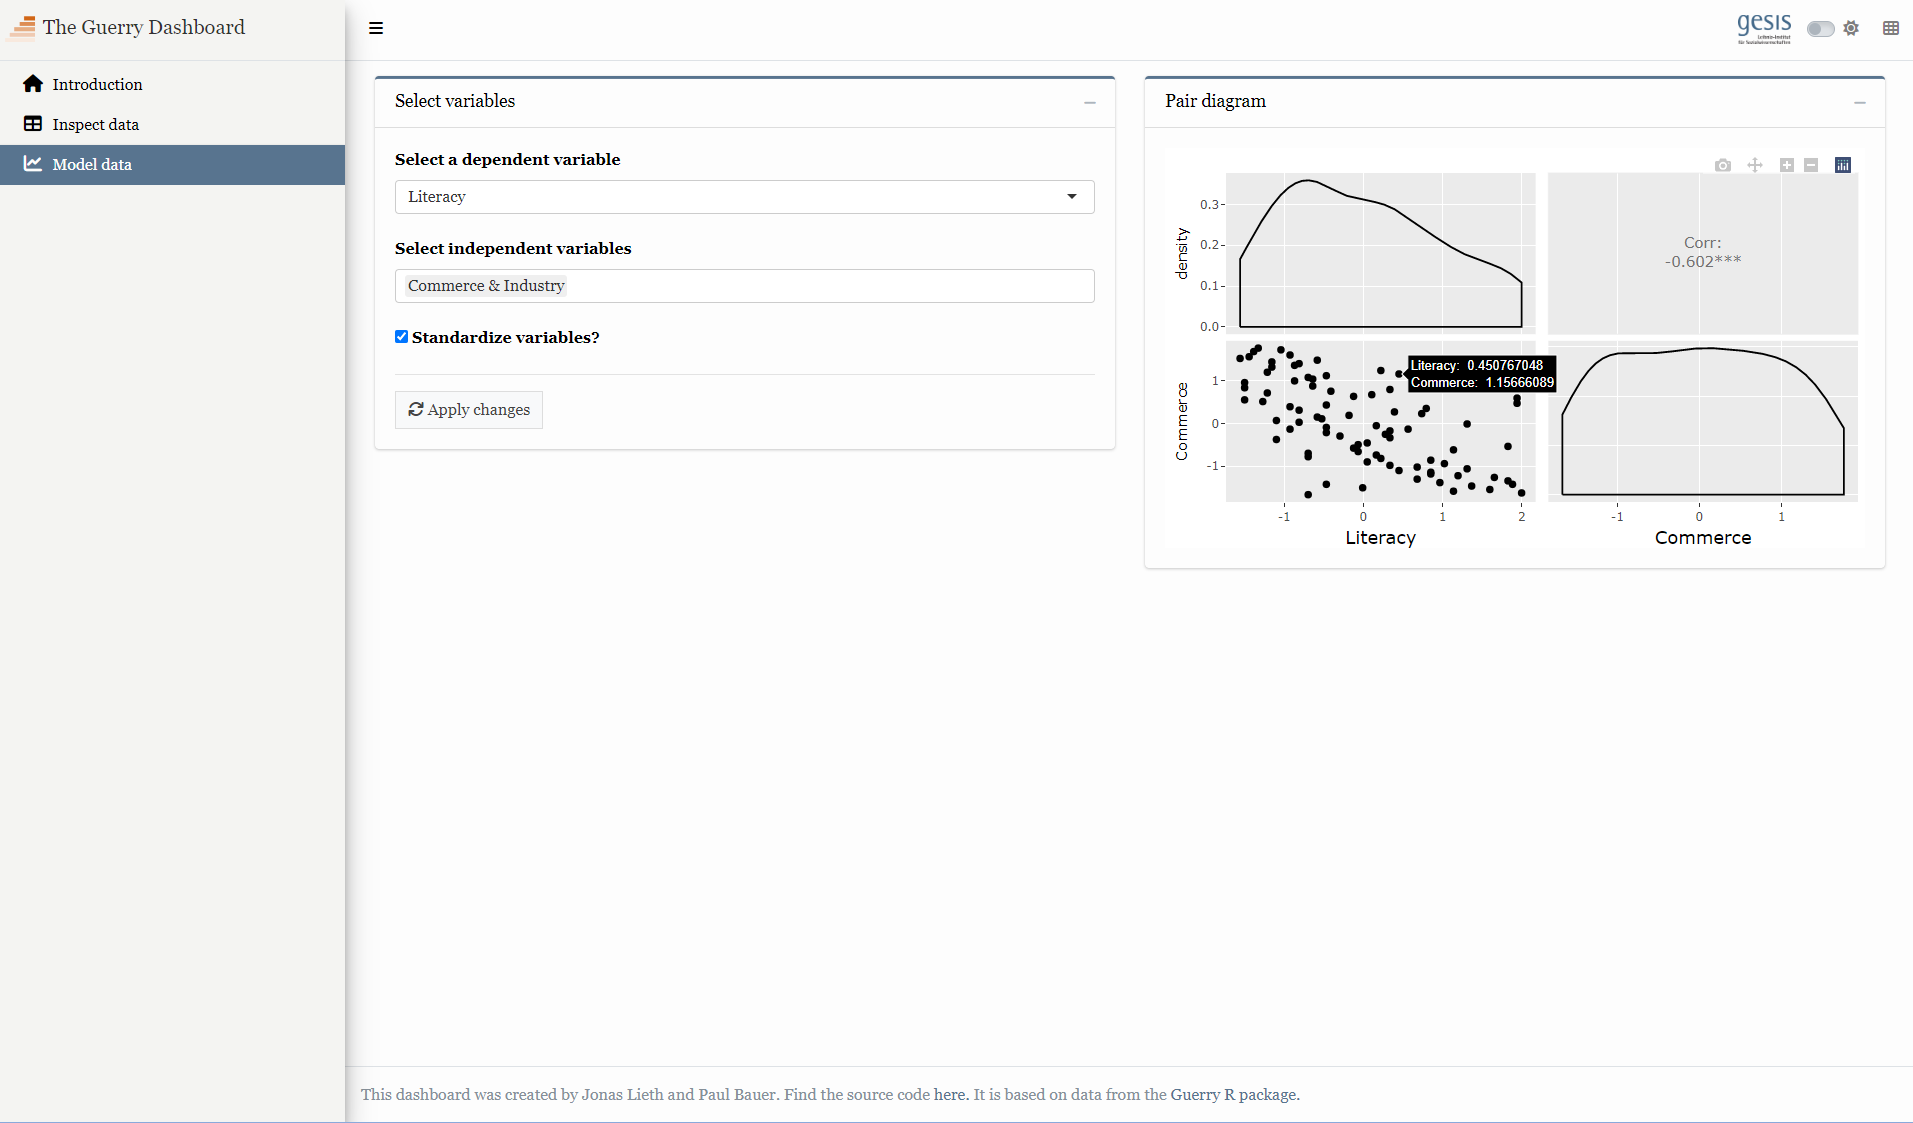 The Guerry Dashboard
gesis
Leibniz-Institut
für Sozialwissenschaften
Introduction
Inspect data
Model data
Select variables
Select a dependent variable
Literacy
Select independent variables
Commerce & Industry
Standardize variables?
Apply changes
Pair diagram
density
0.3
0.2
0.1
0.0
Corr:
-0.602***
Commerce
1
0
-1
Literacy: 0.450767048
Commerce: 1.15666089
-1 0 1 2
Literacy
-1 0 1
Commerce
This dashboard was created by Jonas Lieth and Paul Bauer. Find the source code here. It is based on data from the Guerry R package.